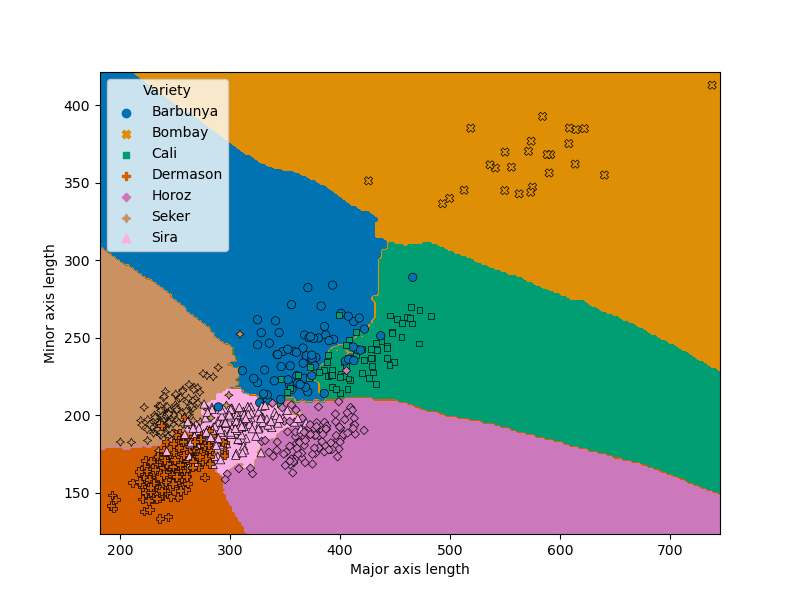 Variety
Barbunya
Bombay
Cali
Dermason
Horoz
Seker
Sira
400
350
300
250
200
150
Minor axis length
200 300 400 500 600 700
Major axis length